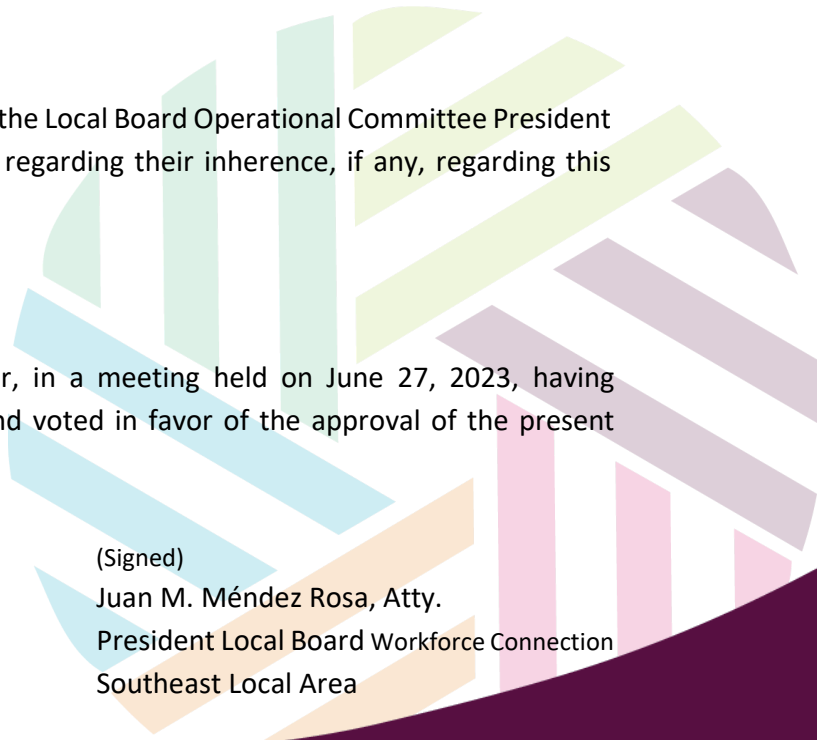 the Local Board Operational Committee President
regarding their inherence, if any, regarding this
r, in a meeting held on June 27, 2023, having
nd voted in favor of the approval of the present
(Signed)
Juan M. Méndez Rosa, Atty.
President Local Board Workforce Connection
Southeast Local Area